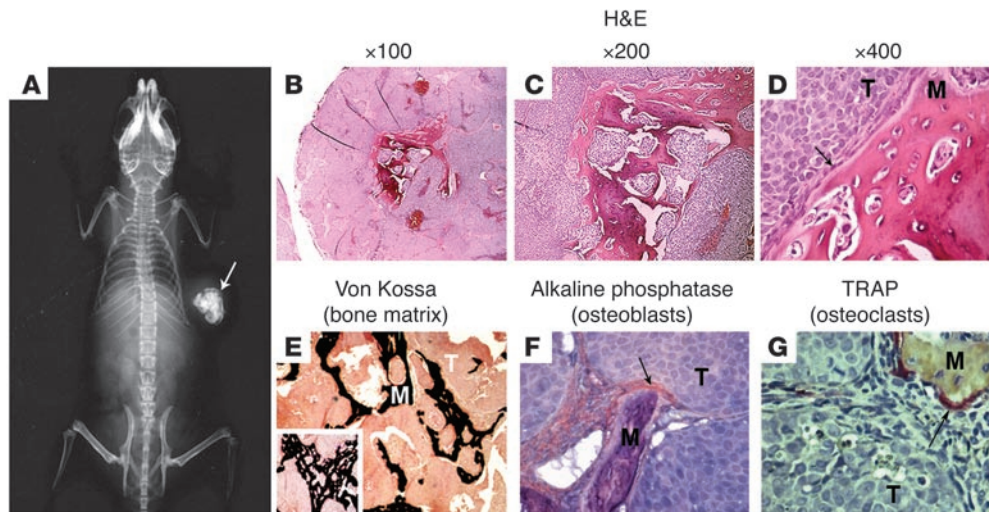 H&E
×100
×200
×400
A
B
C
D
T
M
Von Kossa
(bone matrix)
Alkaline phosphatase
(osteoblasts)
TRAP
(osteoclasts)
E
T
M
F
T
M
G
M
T